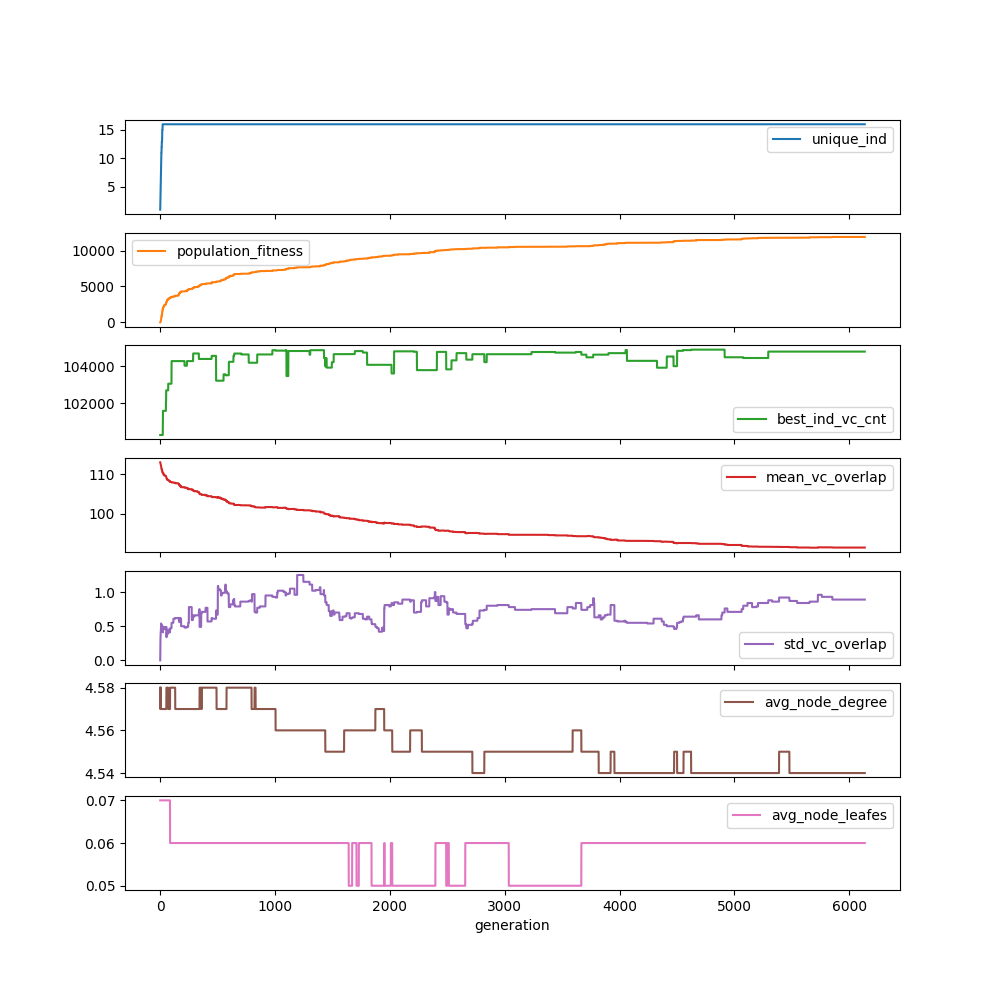 15
10
5
unique_ind
10000
5000
0
population_fitness
104000
102000
best_ind_vc_cnt
110
100
mean_vc_overlap
1.0
0.5
0.0
std_vc_overlap
4.58
4.56
4.54
avg_node_degree
0.07
0.06
0.05
avg_node_leafes
0 1000 2000 3000 4000 5000 6000
generation